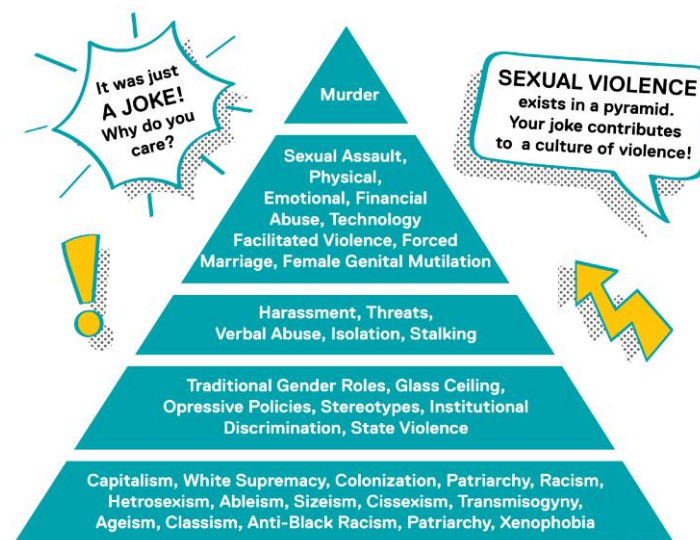 It was just
A JOKE!
Why do you
care?
SEXUAL VIOLENCE
exists in a pyramid.
Your joke contributes
to a culture of violence!
Murder
Sexual Assault,
Physical,
Emotional, Financial
Abuse, Technology
Facilitated Violence, Forced
Marriage, Female Genital Mutilation
Harassment, Threats,
Verbal Abuse, Isolation, Stalking
Traditional Gender Roles, Glass Ceiling,
Opressive Policies, Stereotypes, Institutional
Discrimination, State Violence
Capitalism, White Supremacy, Colonization, Patriarchy, Racism,
Hetrosexism, Ableism, Sizeism, Cissexism, Transmisogyny,
Ageism, Classism, Anti-Black Racism, Patriarchy, Xenophobia